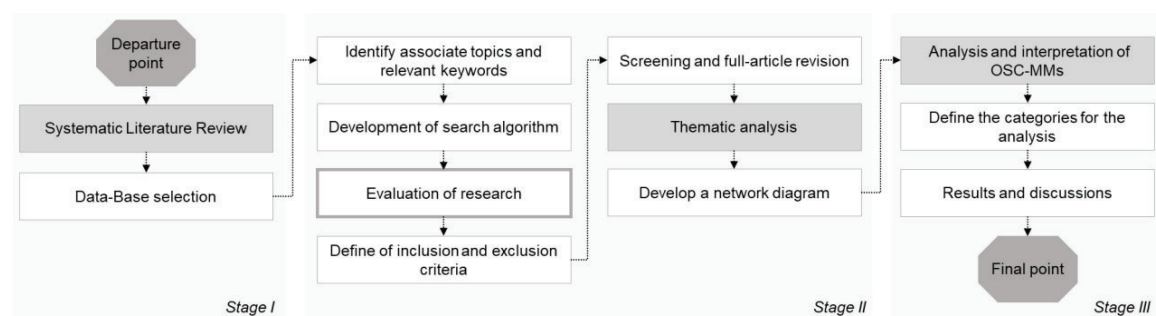 Departure
point
Systematic Literature Review
Data-Base selection
Stage I
Identify associate topics and
relevant keywords
Development of search algorithm
Evaluation of research
Define of inclusion and exclusion
criteria
Screening and full-article revision
Thematic analysis
Develop a network diagram
Stage II
Analysis and interpretation of
OSC-MMs
Define the categories for the
analysis
Results and discussions
Final point
Stage III